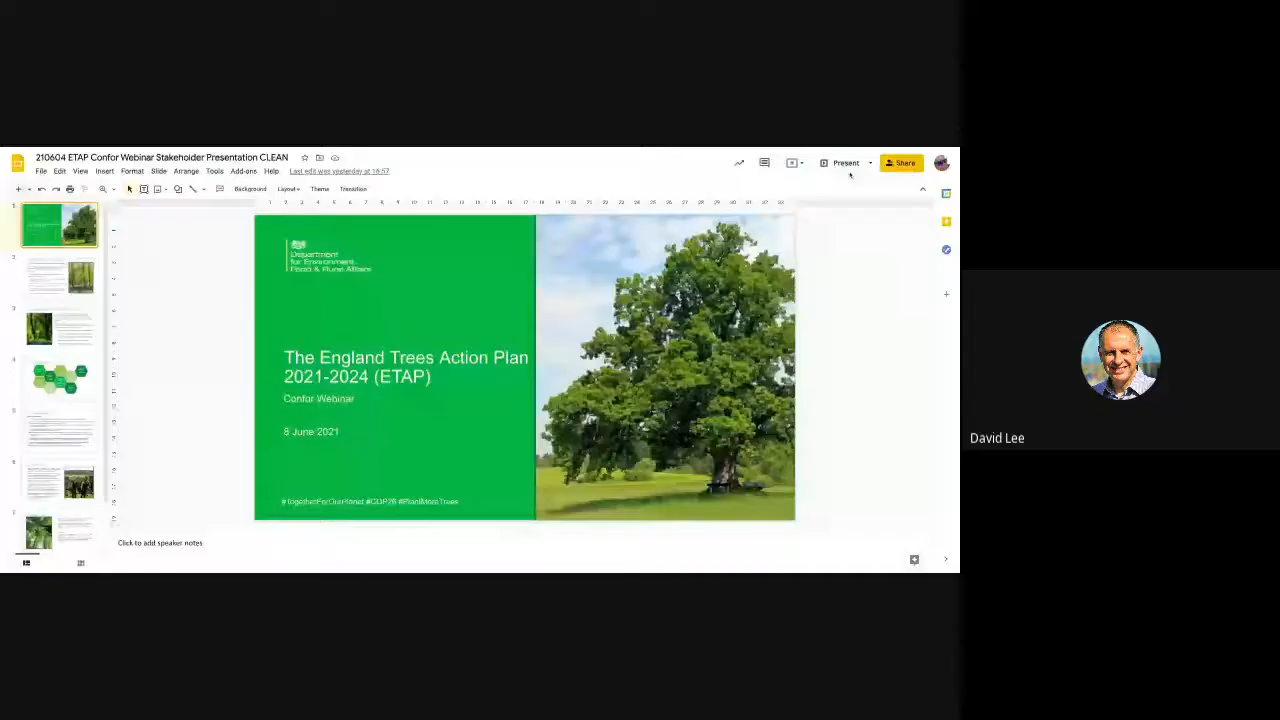 210604 ETAP Confor Webinar Stakeholder Presentation CLEAN
File Edit View Insert Format Slide Arrange Tools Add-ons Help Last edit was yesterday at 16:57
Present
Share
Background Layout Theme Transition
Department
for Environment
Food & Rural Affairs
The England Trees Action Plan
2021-2024 (ETAP)
Confor Webinar
8 June 2021
#TogetherForOurPlanet #COP26 #PlantMoreTrees
Click to add speaker notes
David Lee